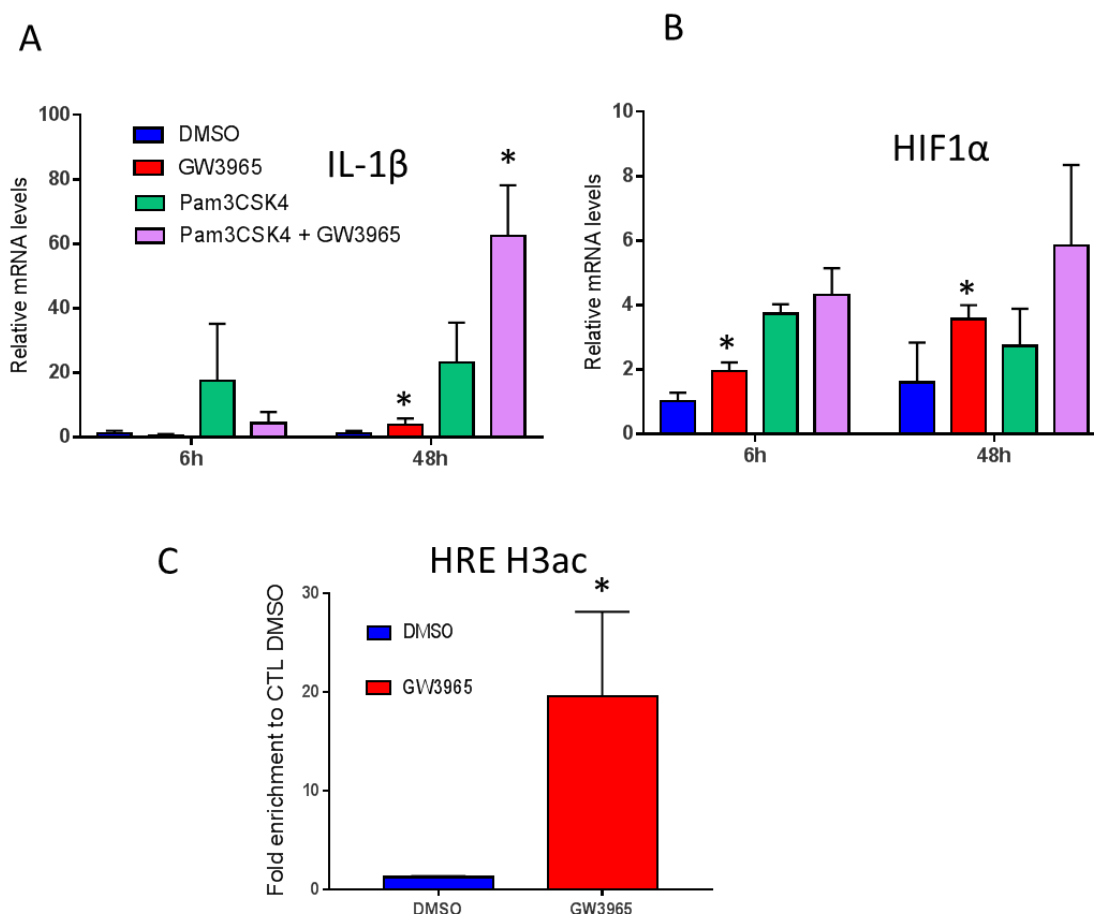 A
Relative mRNA levels
100
80
60
40
20
0
DMSO
GW3965
Pam3CSK4
Pam3CSK4 + GW3965
IL-1β
*
*
6h
48h
B
Relative mRNA levels
10
8
6
4
2
0
HIF1α
*
*
6h
48h
C
HRE H3ac
Fold enrichment to CTL DMSO
30
20
10
0
DMSO
GW3965
*
DMSO
GW3965